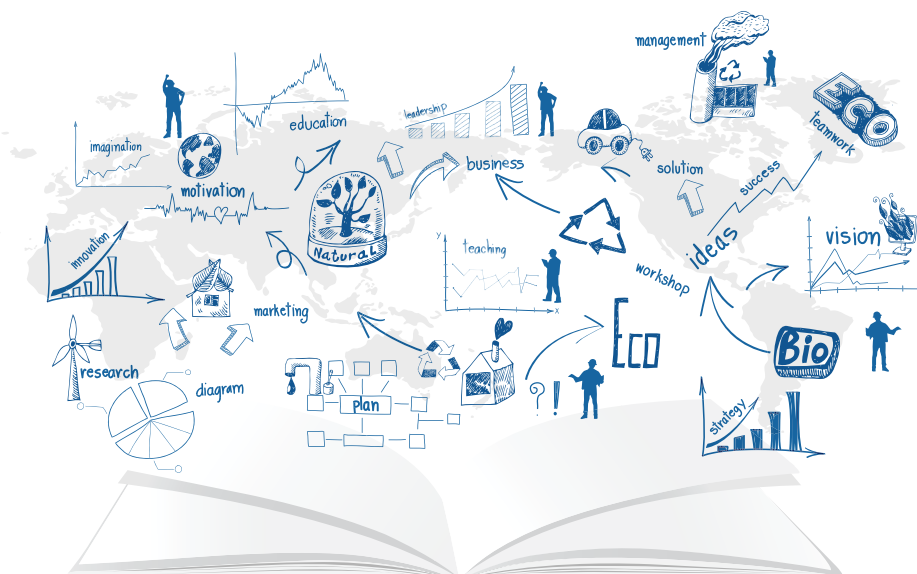 management
ECO
teamwork
leadership
education
imagination
business
solution
success
motivation
Natural
innovation
Y
teaching
X
ideas
vision
workshop
marketing
Eco
Bio
research
diagram
plan
? !
strategy